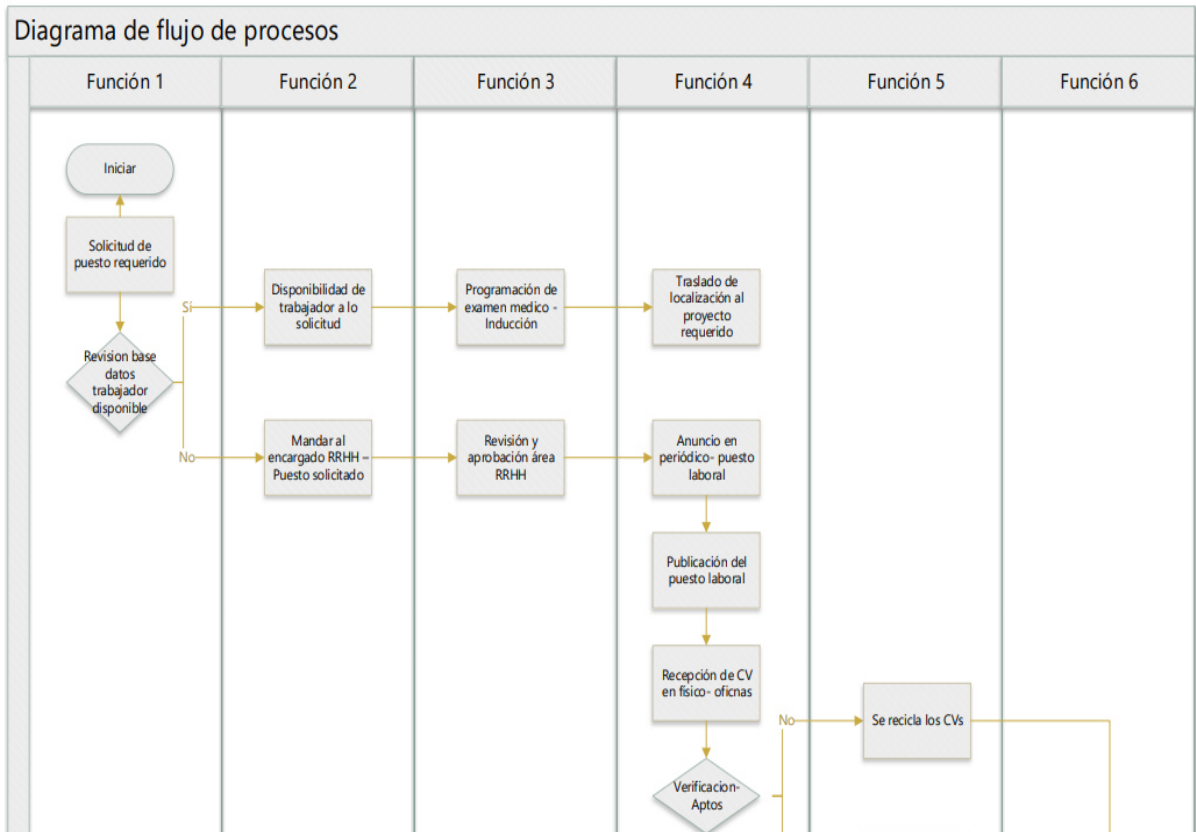 Diagrama de flujo de procesos
Función 1
Función 2
Función 3
Función 4
Función 5
Función 6
Iniciar
Solicitud de
puesto requerido
Revision base
datos
trabajador
disponible
Sí
Disponibilidad de
trabajador a lo
solicitud
Programación de
examen medico -
Inducción
Traslado de
localización al
proyecto
requerido
No
Mandar al
encargado RRHH –
Puesto solicitado
Revisión y
aprobación área
RRHH
Anuncio en
periódico- puesto
laboral
Publicación del
puesto laboral
Recepción de CV
en físico- oficnas
No
Se recicla los CVs
Verificacion-
Aptos